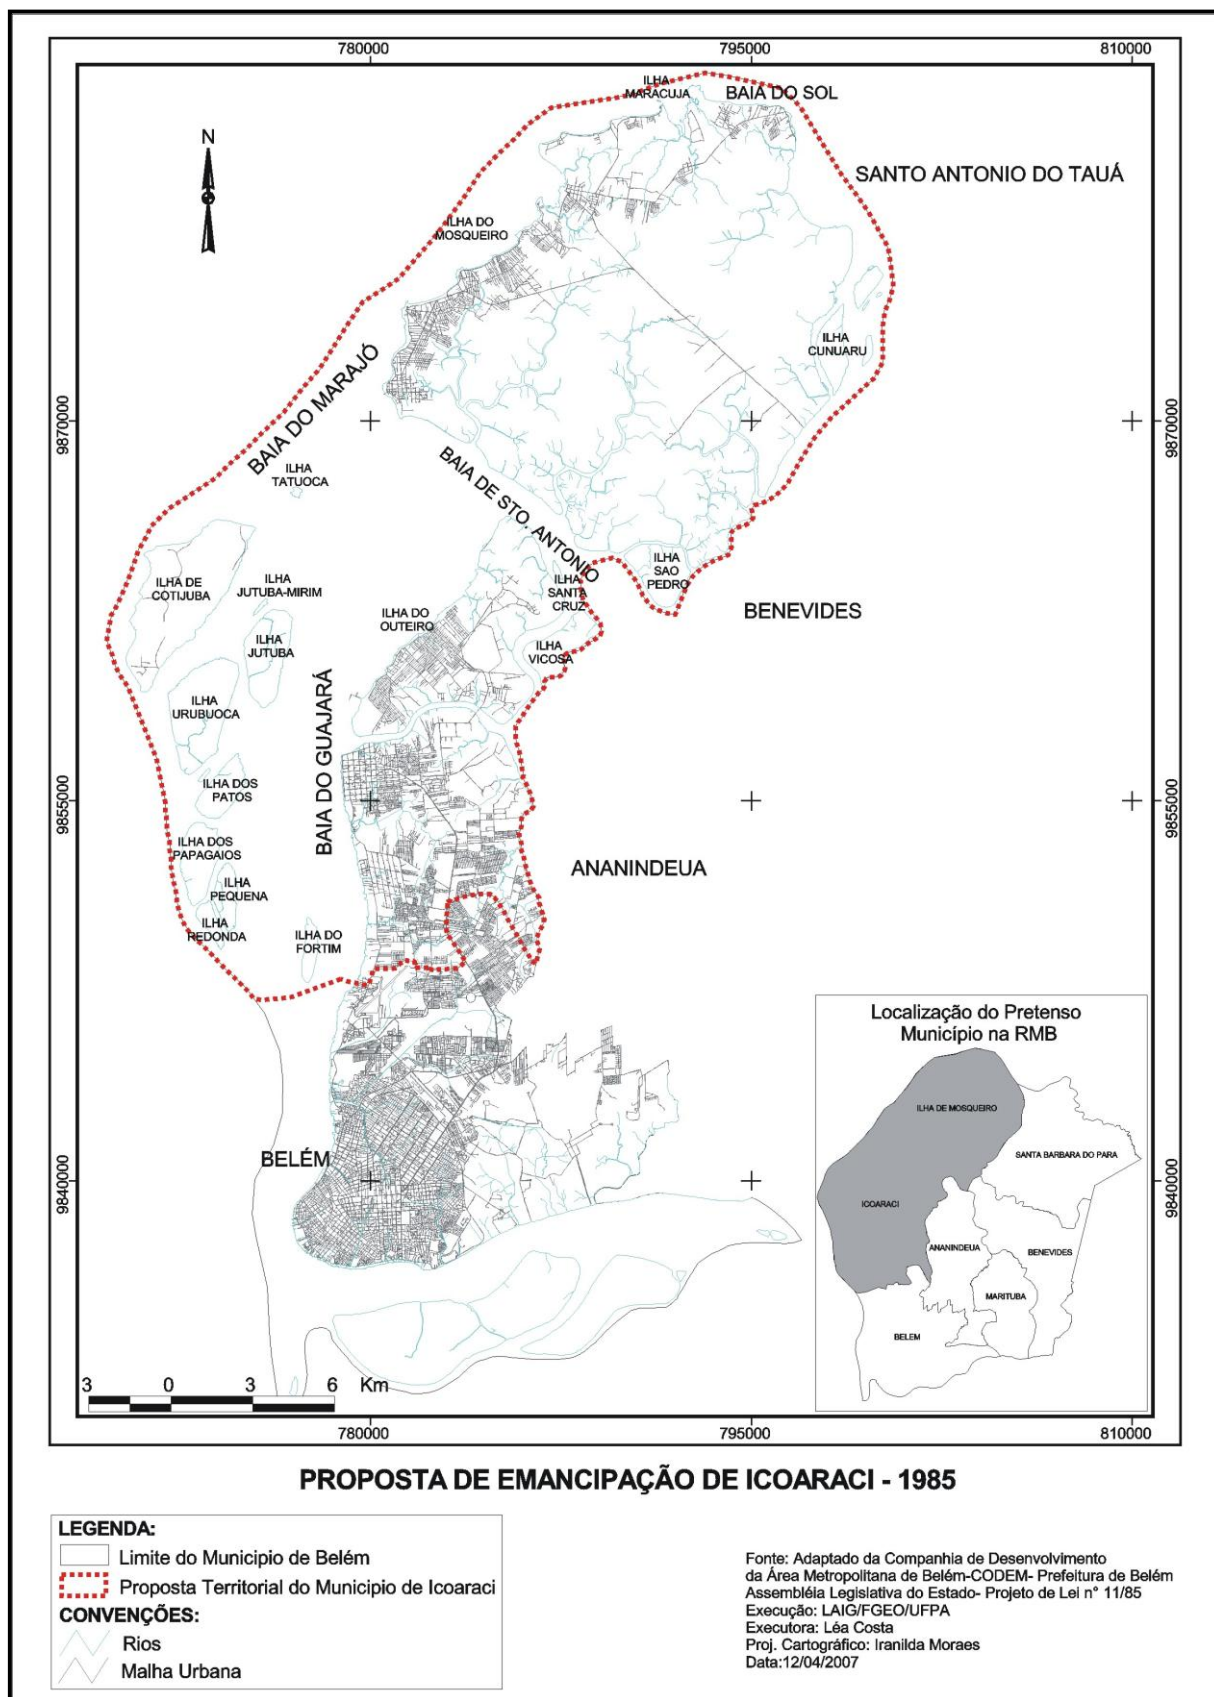 780000
795000
810000
ILHA
MARACUJA
BAIA DO SOL
N
SANTO ANTONIO DO TAUÁ
ILHA DO
MOSQUEIRO
ILHA
CUNUARU
BAIA DO MARAJÓ
9870000
9870000
ILHA
TATUOCA
BAIA DE STO. ANTONIO
ILHA
SAO
PEDRO
ILHA DE
COTIJUBA
ILHA
JUTUBA-MIRIM
ILHA
SANTA
CRUZ
ILHA DO
OUTEIRO
BENEVIDES
ILHA
JUTUBA
ILHA
VICOSA
ILHA
URUBUOCA
BAIA DO GUAJARÁ
ILHA DOS
PATOS
9855000
9855000
ILHA DOS
PAPAGAIOS
ANANINDEUA
ILHA
PEQUENA
ILHA
REDONDA
ILHA DO
FORTIM
Localização do Pretenso
Município na RMB
ILHA DE MOSQUEIRO
SANTA BARBARA DO PARA
ICOARACI
ANANINDEUA
BENEVIDES
MARITUBA
BELEM
BELÉM
9840000
9840000
3 0 3 6 Km
780000
795000
810000
PROPOSTA DE EMANCIPAÇÃO DE ICOARACI - 1985
LEGENDA:
Limite do Municipio de Belém
Proposta Territorial do Municipio de Icoaraci
CONVENÇÕES:
Rios
Malha Urbana
Fonte: Adaptado da Companhia de Desenvolvimento
da Área Metropolitana de Belém-CODEM- Prefeitura de Belém
Assembléia Legislativa do Estado- Projeto de Lei n° 11/85
Execução: LAIG/FGEO/UFPA
Executora: Léa Costa
Proj. Cartográfico: Iranilda Moraes
Data:12/04/2007